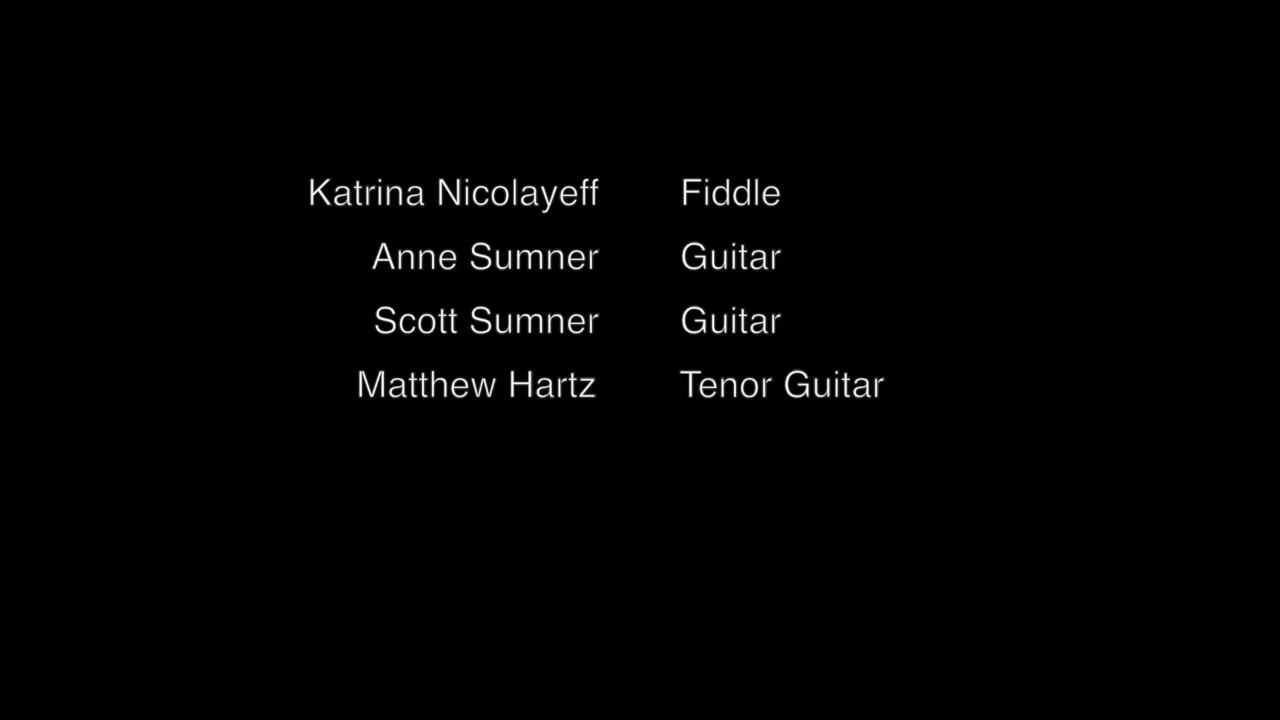 Katrina Nicolayeff Fiddle
Anne Sumner Guitar
Scott Sumner Guitar
Matthew Hartz Tenor Guitar